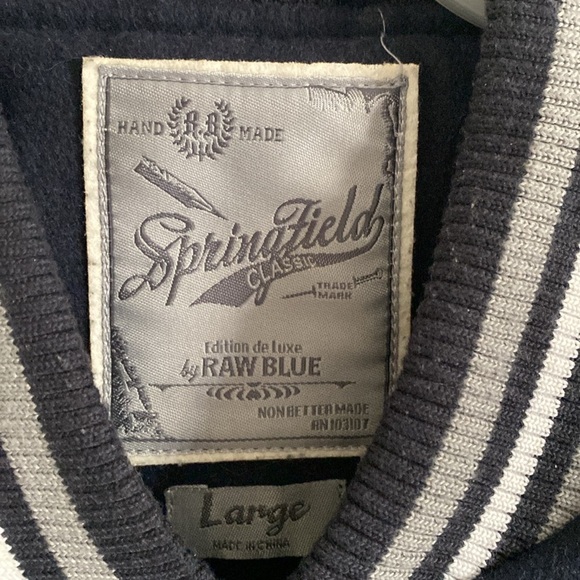 HAND R.B MADE
Springfield
CLASSIC
TRADE
MARK
Edition de Luxe
by RAW BLUE
NON BETTER MADE
RN 103107
Large
MADE IN CHINA